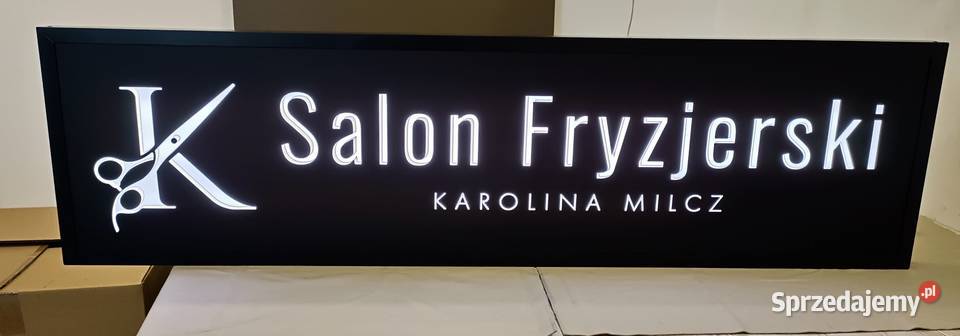 K Salon Fryzjerski
KAROLINA MILCZ
Sprzedajemy.pl